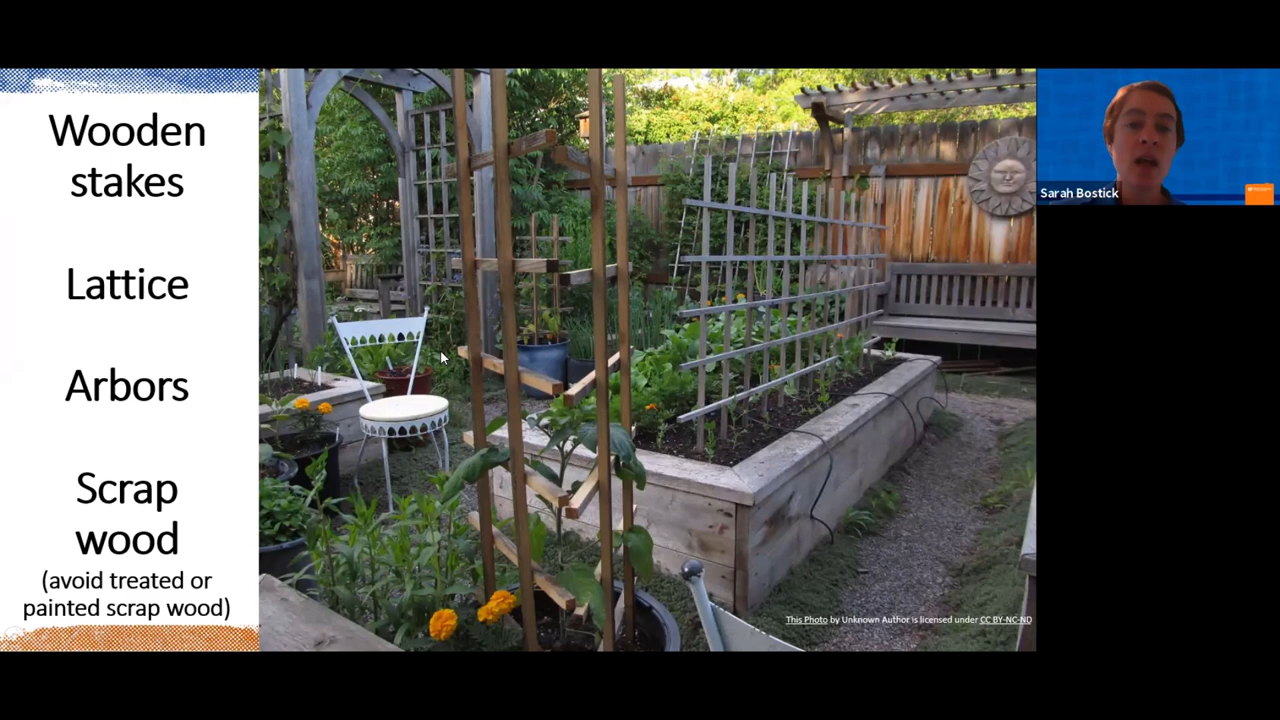 Wooden
stakes
Lattice
Arbors
Scrap
wood
(avoid treated or
painted scrap wood)
This Photo by Unknown Author is licensed under CC BY-NC-ND
Sarah Bostick